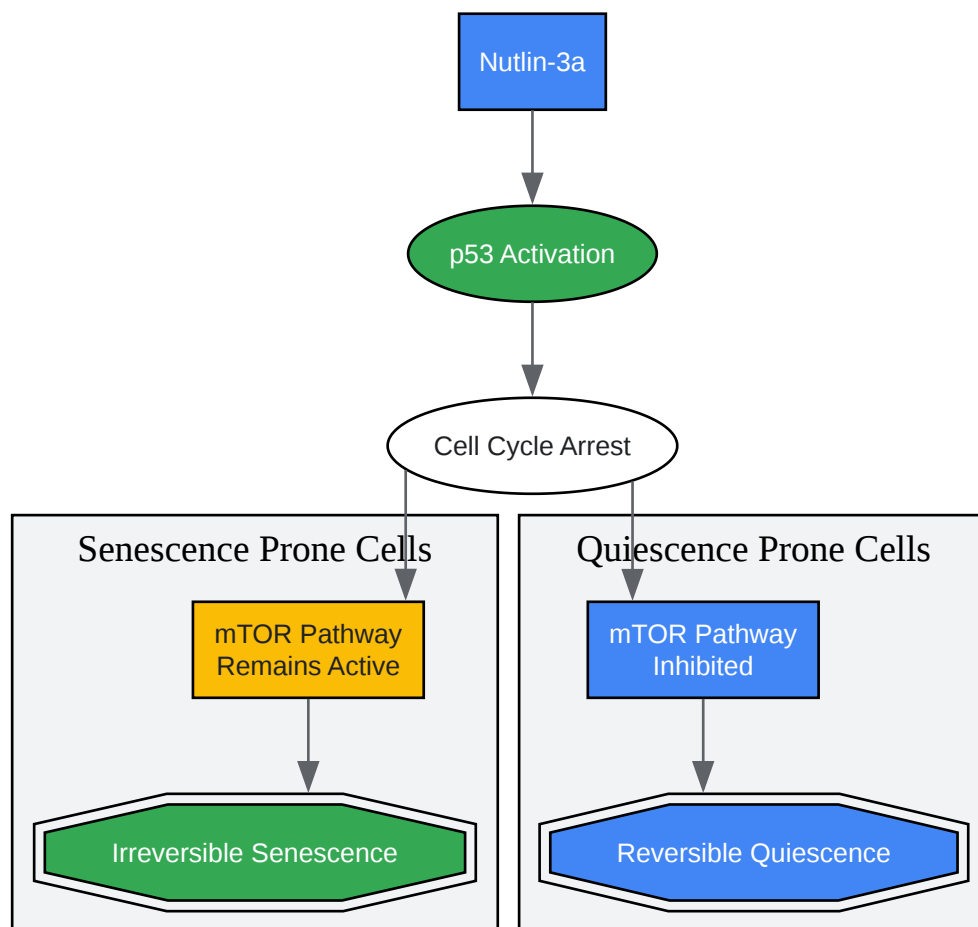 Nutlin-3a
p53 Activation
Cell Cycle Arrest
Senescence Prone Cells
mTOR Pathway
Remains Active
Irreversible Senescence
Quiescence Prone Cells
mTOR Pathway
Inhibited
Reversible Quiescence